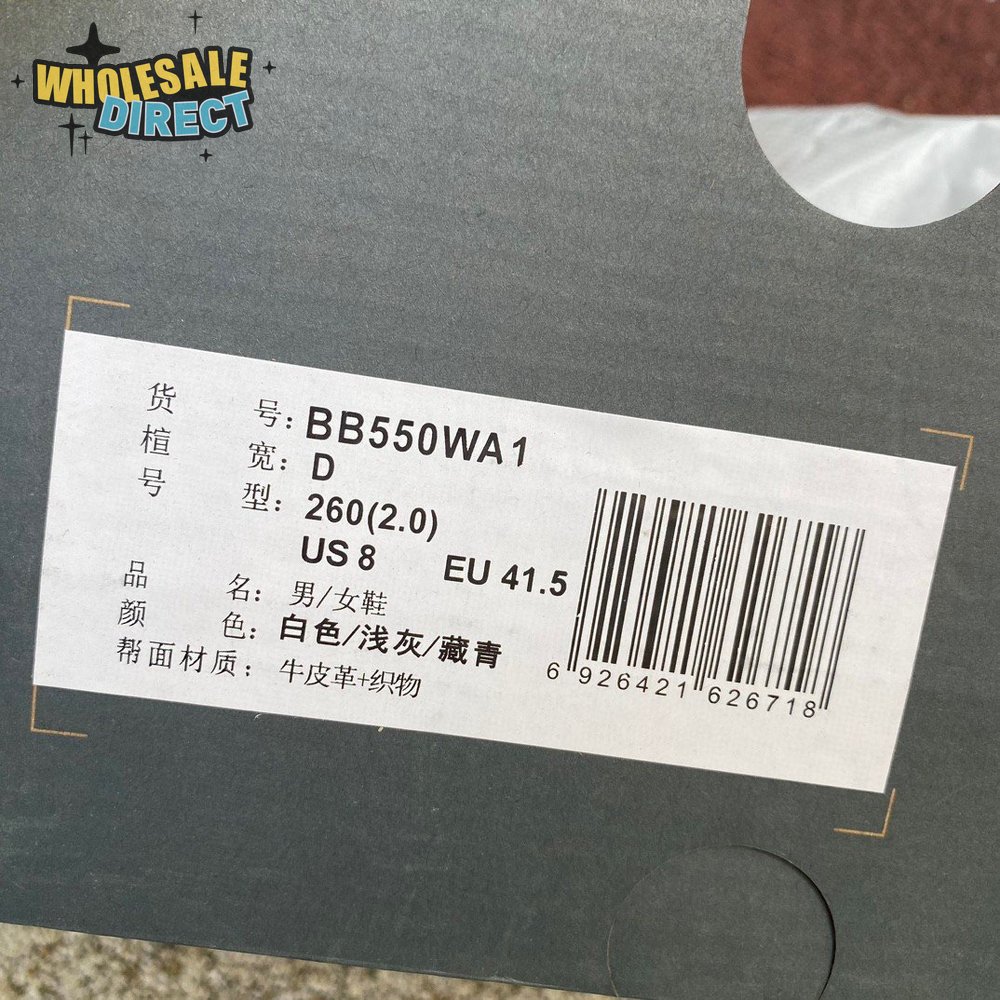 WHOLESALE
DIRECT
货号: BB550WA1
楦宽: D
号型: 260(2.0)
US 8 EU 41.5
品名: 男/女鞋
颜色: 白色/浅灰/藏青
帮面材质: 牛皮革+织物
6 926421 626718